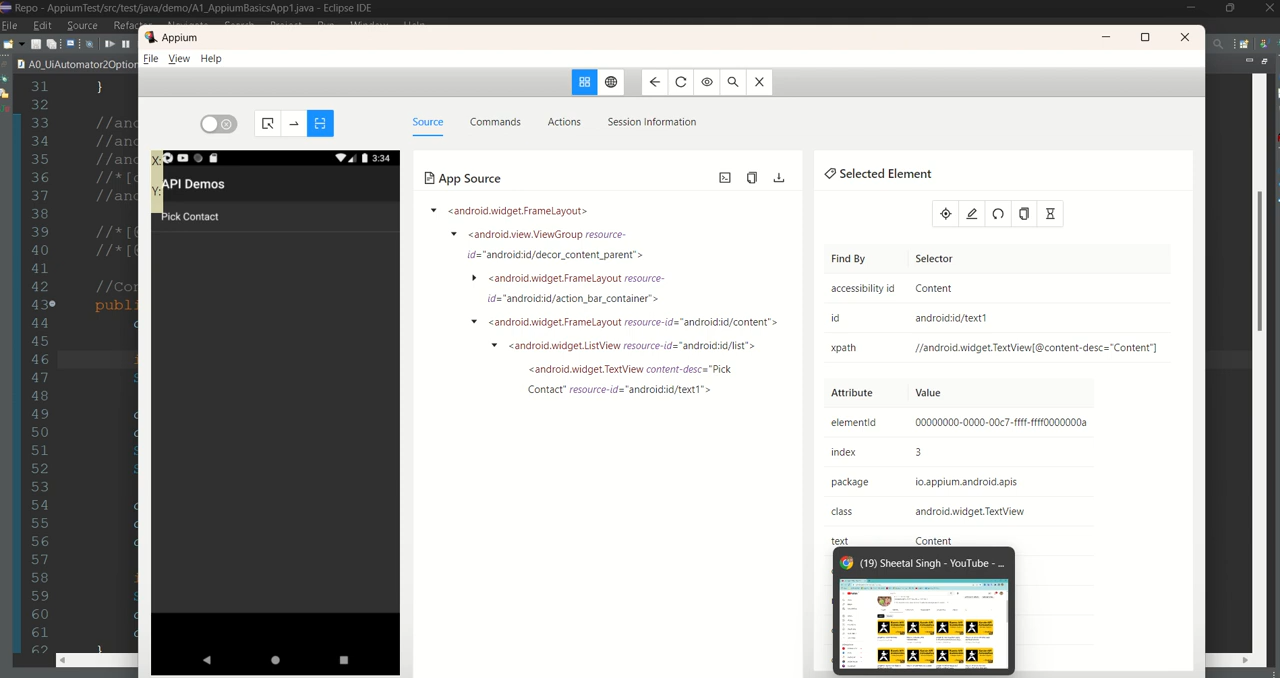 Repo - AppiumTest/src/test/java/demo/A1_AppiumBasicsApp1.java - Eclipse IDE
File Edit Source Refac
A0_UiAutomator2Option
31 }
32
33 //and
34 //and
35 //and
36 //*[c
37 //and
38
39 //*[
40 //*[
41
42 //Con
43 publi
44
45
46
47
48
49
50
51
52
53
54
55
56
57
58
59
60
61
62 }
Appium
File View Help
Source Commands Actions Session Information
X:
Y:
3:34
API Demos
Pick Contact
App Source
<android.widget.FrameLayout>
<android.view.ViewGroup resource-
id="android:id/decor_content_parent">
<android.widget.FrameLayout resource-
id="android:id/action_bar_container">
<android.widget.FrameLayout resource-id="android:id/content">
<android.widget.ListView resource-id="android:id/list">
<android.widget.TextView content-desc="Pick
Contact" resource-id="android:id/text1">
Selected Element
Find By Selector
accessibility id Content
id android:id/text1
xpath //android.widget.TextView[@content-desc="Content"]
Attribute Value
elementId 00000000-0000-00c7-ffff-ffff0000000a
index 3
package io.appium.android.apis
class android.widget.TextView
text Content
(19) Sheetal Singh - YouTube - ...